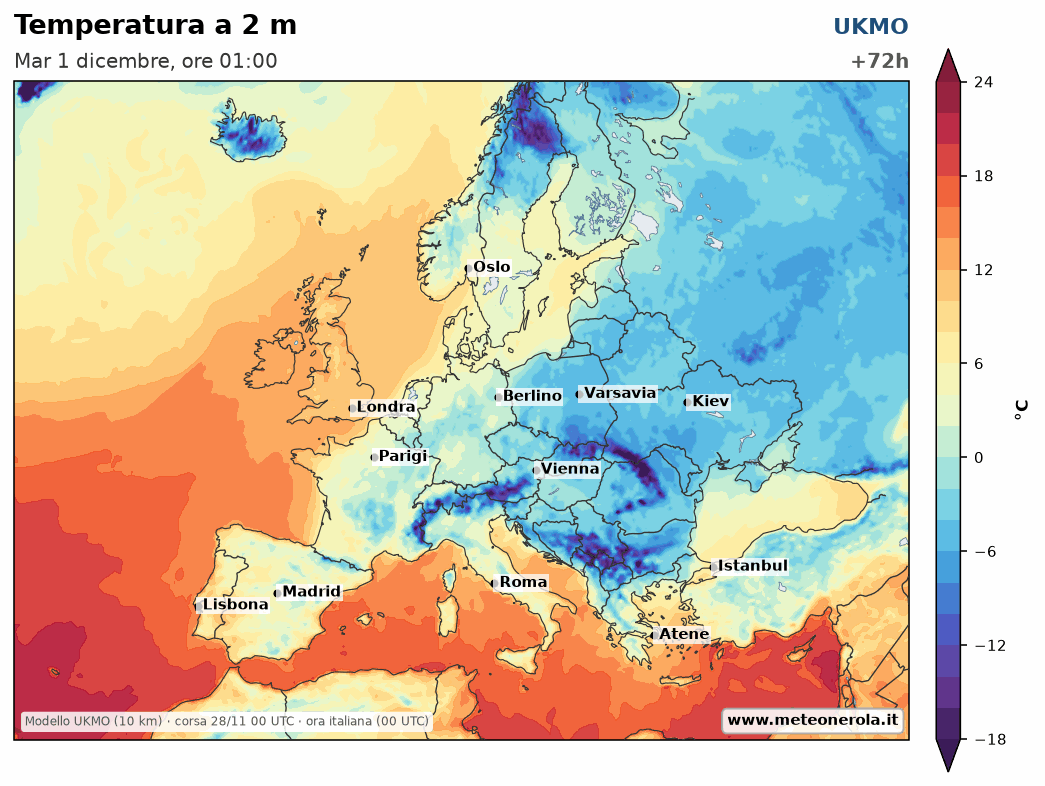 Temperatura a 2 m
UKMO
Mar 1 dicembre, ore 01:00
+72h
24
18
12
6
0
−6
−12
−18
°C
Oslo
Londra
Berlino
Varsavia
Kiev
Parigi
Vienna
Istanbul
Roma
Madrid
Lisbona
Atene
Modello UKMO (10 km) · corsa 28/11 00 UTC · ora italiana (00 UTC)
www.meteonerola.it